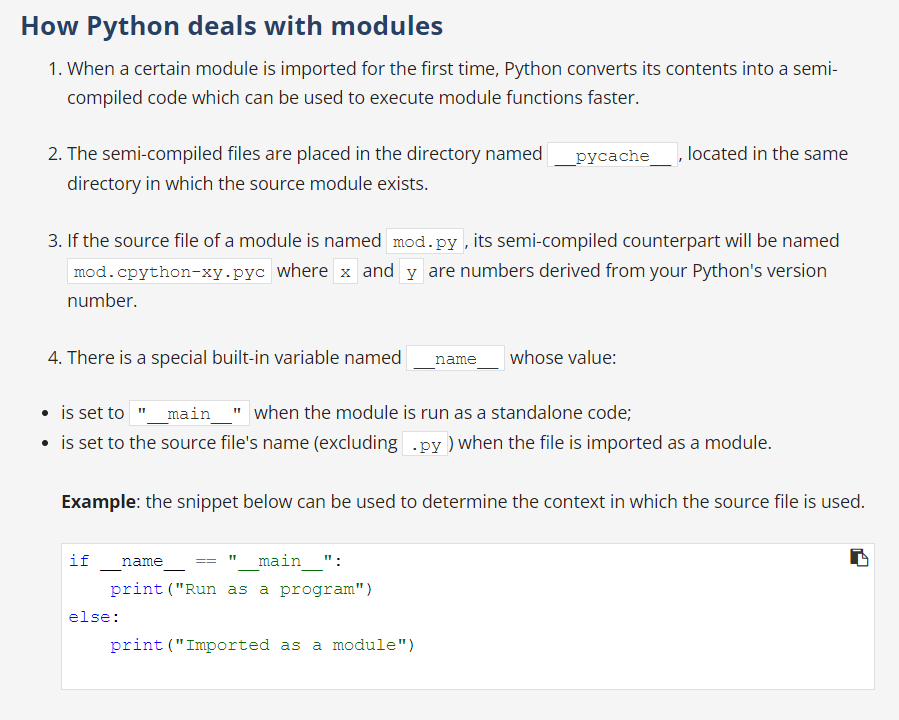 How Python deals with modules
1. When a certain module is imported for the first time, Python converts its contents into a semi-
compiled code which can be used to execute module functions faster.
2. The semi-compiled files are placed in the directory named __pycache__, located in the same
directory in which the source module exists.
3. If the source file of a module is named mod.py, its semi-compiled counterpart will be named
mod.cpython-xy.pyc where x and y are numbers derived from your Python's version
number.
4. There is a special built-in variable named __name__ whose value:
• is set to "__main__" when the module is run as a standalone code;
• is set to the source file's name (excluding .py) when the file is imported as a module.
Example: the snippet below can be used to determine the context in which the source file is used.
if __name__ == "__main__":
    print("Run as a program")
else:
    print("Imported as a module")